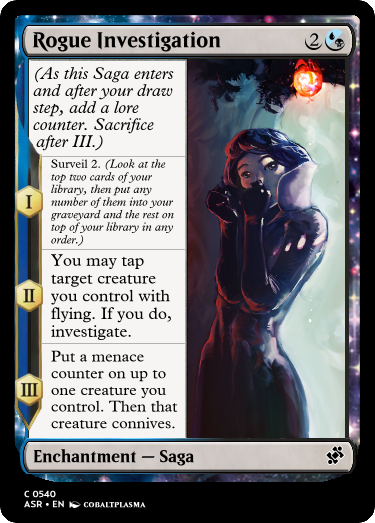 Rogue Investigation 2
(As this Saga enters
and after your draw
step, add a lore
counter. Sacrifice
after III.)
I
Surveil 2. (Look at the
top two cards of your
library, then put any
number of them into your
graveyard and the rest on
top of your library in any
order.)
II
You may tap
target creature
you control with
flying. If you do,
investigate.
III
Put a menace
counter on up to
one creature you
control. Then that
creature connives.
Enchantment — Saga
C 0540
ASR • EN COBALTPLASMA